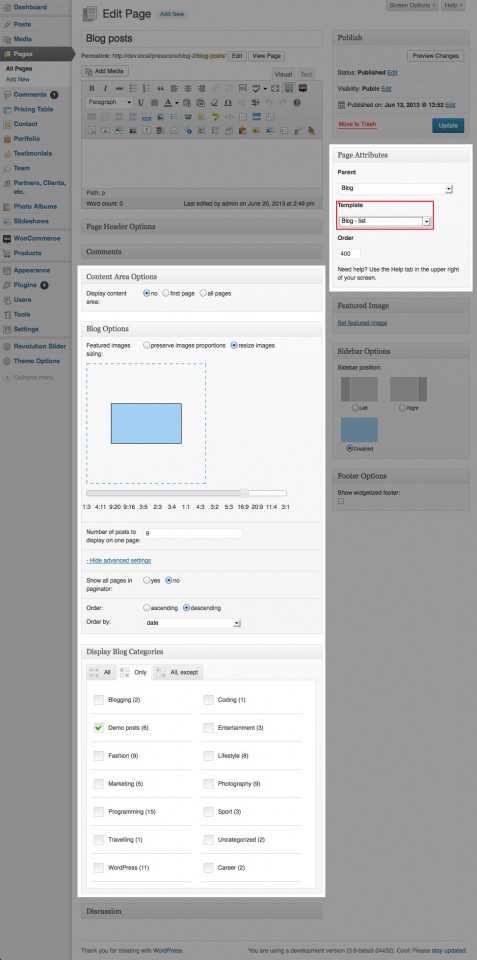 Dashboard
Posts
Media
Pages
All Pages
Add New
Comments
Pricing Table
Contact
Portfolio
Testimonials
Team
Partners, Clients,
etc.
Photo Albums
Slideshows
WooCommerce
Products
Appearance
Plugins
Users
Tools
Settings
Revolution Slider
Theme Options
Collapse menu
Screen Options
Help
Edit Page Add New
Blog posts
Permalink: http://dev.local/presscore/blog-2/blog-posts/ Edit View Page
Add Media
Visual Text
Paragraph
Path: p
Word count: 0 Last edited by admin on June 20, 2013 at 2:49 pm
Page Header Options
Comments
Content Area Options
Display content area: no first page all pages
Blog Options
Featured images sizing: preserve images proportions resize images
1:3 4:11 9:20 9:16 3:5 2:3 3:4 1:1 4:3 3:2 5:3 16:9 20:9 11:4 3:1
Number of posts to display on one page: 9
- Hide advanced settings
Show all pages in paginator: yes no
Order: ascending descending
Order by: date
Display Blog Categories
All Only All, except
Blogging (2) Coding (1)
Demo posts (6) Entertainment (3)
Fashion (9) Lifestyle (8)
Marketing (5) Photography (9)
Programming (15) Sport (3)
Travelling (1) Uncategorized (2)
WordPress (11) Career (2)
Discussion
Publish
Preview Changes
Status: Published Edit
Visibility: Public Edit
Published on: Jun 13, 2013 @ 13:52 Edit
Move to Trash Update
Page Attributes
Parent
Blog
Template
Blog - list
Order
400
Need help? Use the Help tab in the upper right
of your screen.
Featured Image
Set featured image
Sidebar Options
Sidebar position:
Left Right
Disabled
Footer Options
Show widgetized footer:
Thank you for creating with WordPress. You are using a development version (3.6-beta3-24432). Cool! Please stay updated.